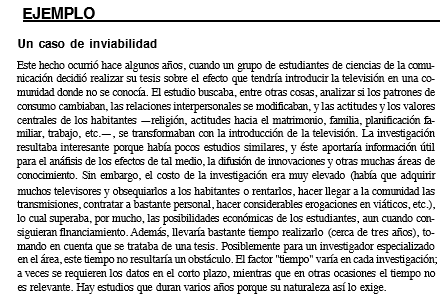 EJEMPLO
Un caso de inviabilidad
Este hecho ocurrió hace algunos años, cuando un grupo de estudiantes de ciencias de la comu-
nicación decidió realizar su tesis sobre el efecto que tendría introducir la televisión en una co-
munidad donde no se conocía. El estudio buscaba, entre otras cosas, analizar si los patrones de
consumo cambiaban, las relaciones interpersonales se modificaban, y las actitudes y los valores
centrales de los habitantes —religión, actitudes hacia el matrimonio, familia, planificación fa-
miliar, trabajo, etc.—, se transformaban con la introducción de la televisión. La investigación
resultaba interesante porque había pocos estudios similares, y éste aportaría información útil
para el análisis de los efectos de tal medio, la difusión de innovaciones y otras muchas áreas de
conocimiento. Sin embargo, el costo de la investigación era muy elevado (había que adquirir
muchos televisores y obsequiarlos a los habitantes o rentarlos, hacer llegar a la comunidad las
transmisiones, contratar a bastante personal, hacer considerables erogaciones en viáticos, etc.),
lo cual superaba, por mucho, las posibilidades económicas de los estudiantes, aun cuando con-
siguieran flnanciamiento. Además, llevaría bastante tiempo realizarlo (cerca de tres años), to-
mando en cuenta que se trataba de una tesis. Posiblemente para un investigador especializado
en el área, este tiempo no resultaría un obstáculo. El factor "tiempo" varía en cada investigación;
a veces se requieren los datos en el corto plazo, mientras que en otras ocasiones el tiempo no
es relevante. Hay estudios que duran varios años porque su naturaleza así lo exige.